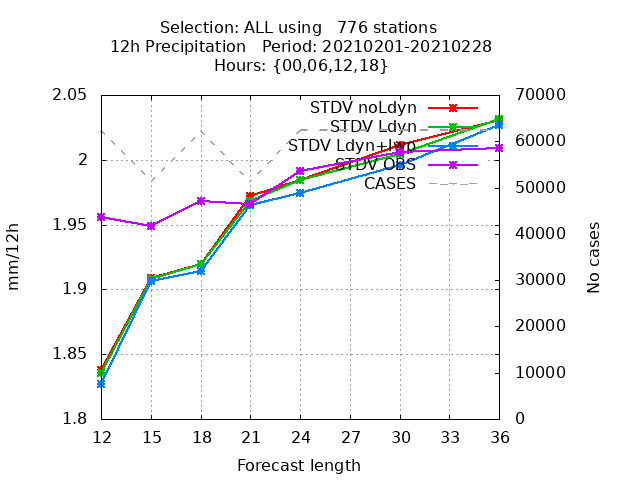 Selection: ALL using   776 stations
12h Precipitation   Period: 20210201-20210228
Hours: {00,06,12,18}
2.05
2
1.95
1.9
1.85
1.8
mm/12h
STDV noLdyn
STDV Ldyn
STDV Ldyn+Lhp
STDV OBS
CASES
70000
60000
50000
40000
30000
20000
10000
0
No cases
12 15 18 21 24 27 30 33 36
Forecast length